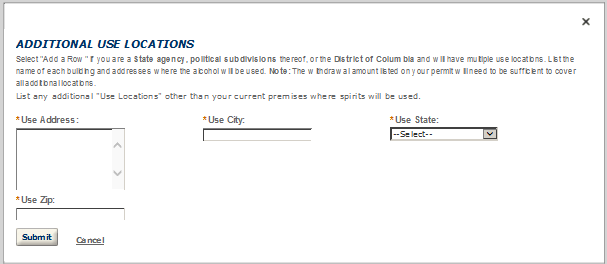 ×
ADDITIONAL USE LOCATIONS
Select "Add a Row " if you are a State agency, political subdivisions thereof, or the District of Columbia and will have multiple use locations. List the
name of each building and addresses where the alcohol will be used. Note: The withdrawal amount listed on your permit will need to be sufficient to cover
all additional locations.
List any additional "Use Locations" other than your current premises where spirits will be used.
*Use Address: *Use City: *Use State:
--Select--
*Use Zip:
Submit Cancel